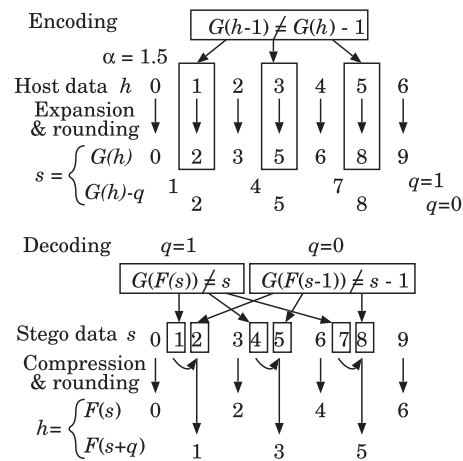 Encoding
G(h-1) ≠ G(h) - 1
α = 1.5
Host data h 0 1 2 3 4 5 6
Expansion
& rounding
s = { G(h) 0 2 3 5 6 8 9
G(h)-q 1 4 7 q=1
2 5 8 q=0
Decoding q=1 q=0
G(F(s)) ≠ s G(F(s-1)) ≠ s - 1
Stego data s 0 1 2 3 4 5 6 7 8 9
Compression
& rounding
h= { F(s) 0 2 4 6
F(s+q) 1 3 5